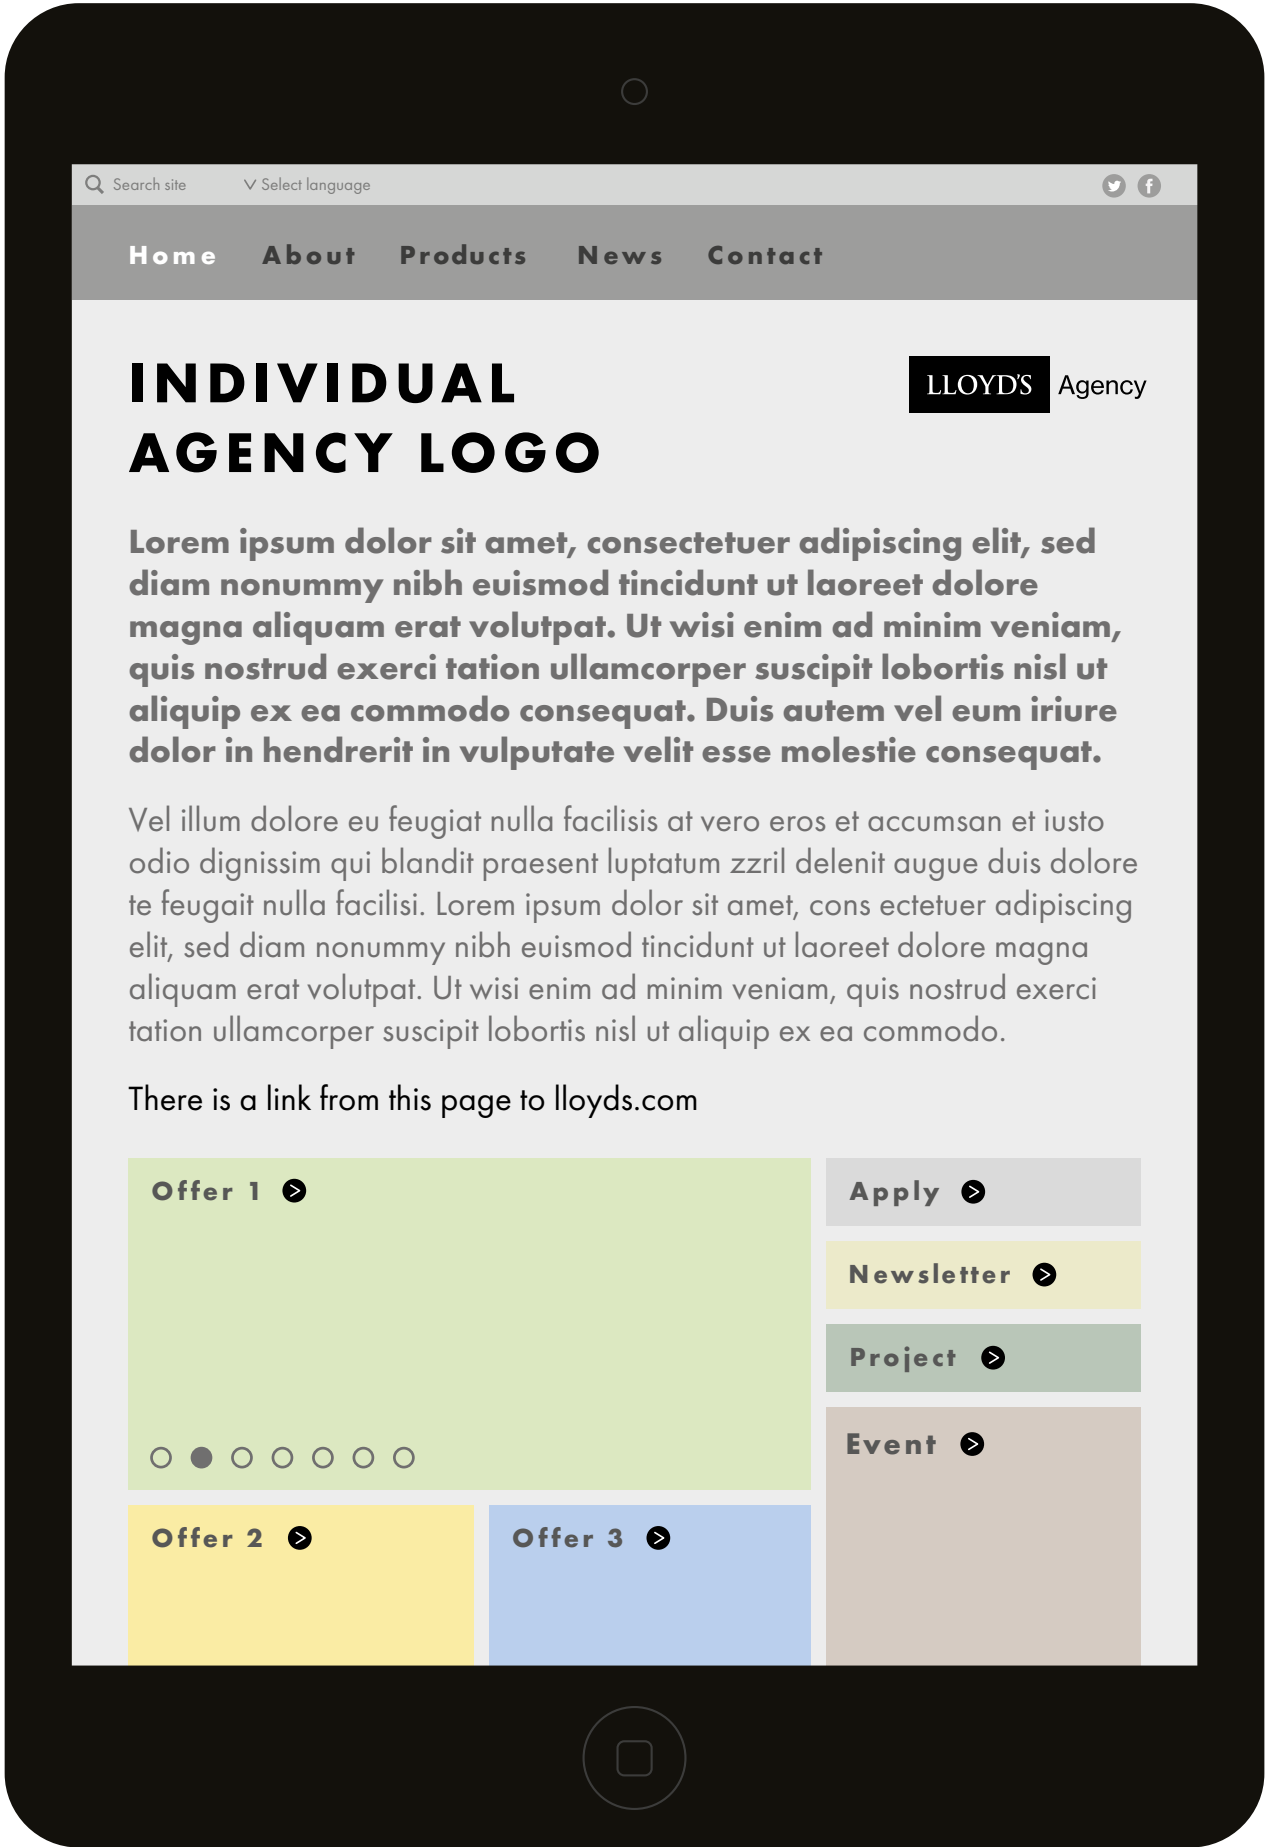 Search site
Select language
Home About Products News Contact
INDIVIDUAL
AGENCY LOGO
LLOYD'S Agency
Lorem ipsum dolor sit amet, consectetuer adipiscing elit, sed
diam nonummy nibh euismod tincidunt ut laoreet dolore
magna aliquam erat volutpat. Ut wisi enim ad minim veniam,
quis nostrud exerci tation ullamcorper suscipit lobortis nisl ut
aliquip ex ea commodo consequat. Duis autem vel eum iriure
dolor in hendrerit in vulputate velit esse molestie consequat.
Vel illum dolore eu feugiat nulla facilisis at vero eros et accumsan et iusto
odio dignissim qui blandit praesent luptatum zzril delenit augue duis dolore
te feugait nulla facilisi. Lorem ipsum dolor sit amet, cons ectetuer adipiscing
elit, sed diam nonummy nibh euismod tincidunt ut laoreet dolore magna
aliquam erat volutpat. Ut wisi enim ad minim veniam, quis nostrud exerci
tation ullamcorper suscipit lobortis nisl ut aliquip ex ea commodo.
There is a link from this page to lloyds.com
Offer 1
Apply
Newsletter
Project
Event
Offer 2
Offer 3